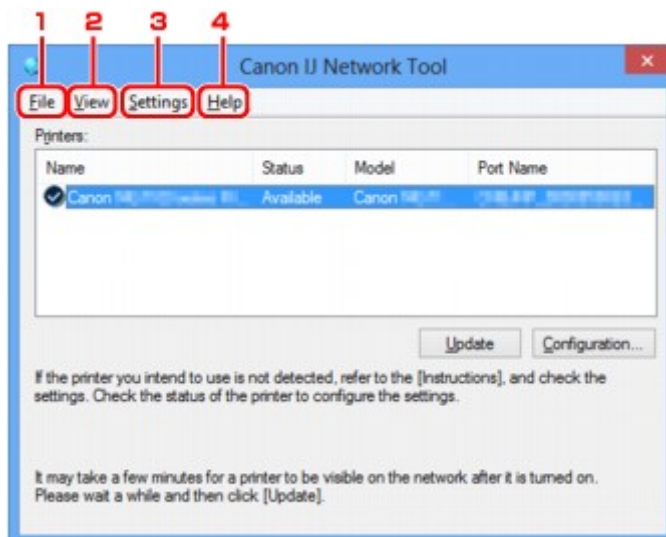 1 2 3 4
Canon IJ Network Tool
File View Settings Help
Printers:
Name Status Model Port Name
Canon Available Canon
Update Configuration...
If the printer you intend to use is not detected, refer to the [Instructions], and check the
settings. Check the status of the printer to configure the settings.
It may take a few minutes for a printer to be visible on the network after it is turned on.
Please wait a while and then click [Update].